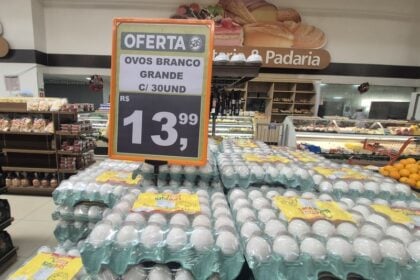 OFERTA
OVOS BRANCO
GRANDE
C/ 30UND
R$
13,99
& Padaria